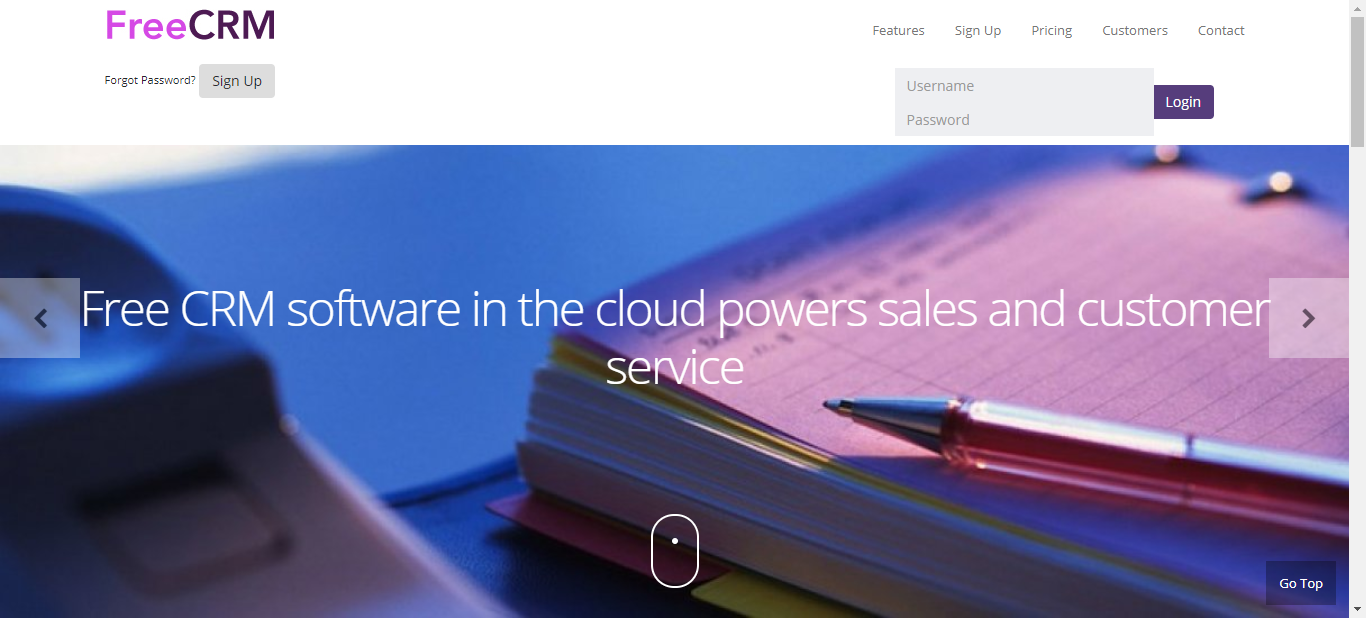 FreeCRM
Features Sign Up Pricing Customers Contact
Forgot Password? Sign Up
Username
Password
Login
Free CRM software in the cloud powers sales and customer
service
Go Top